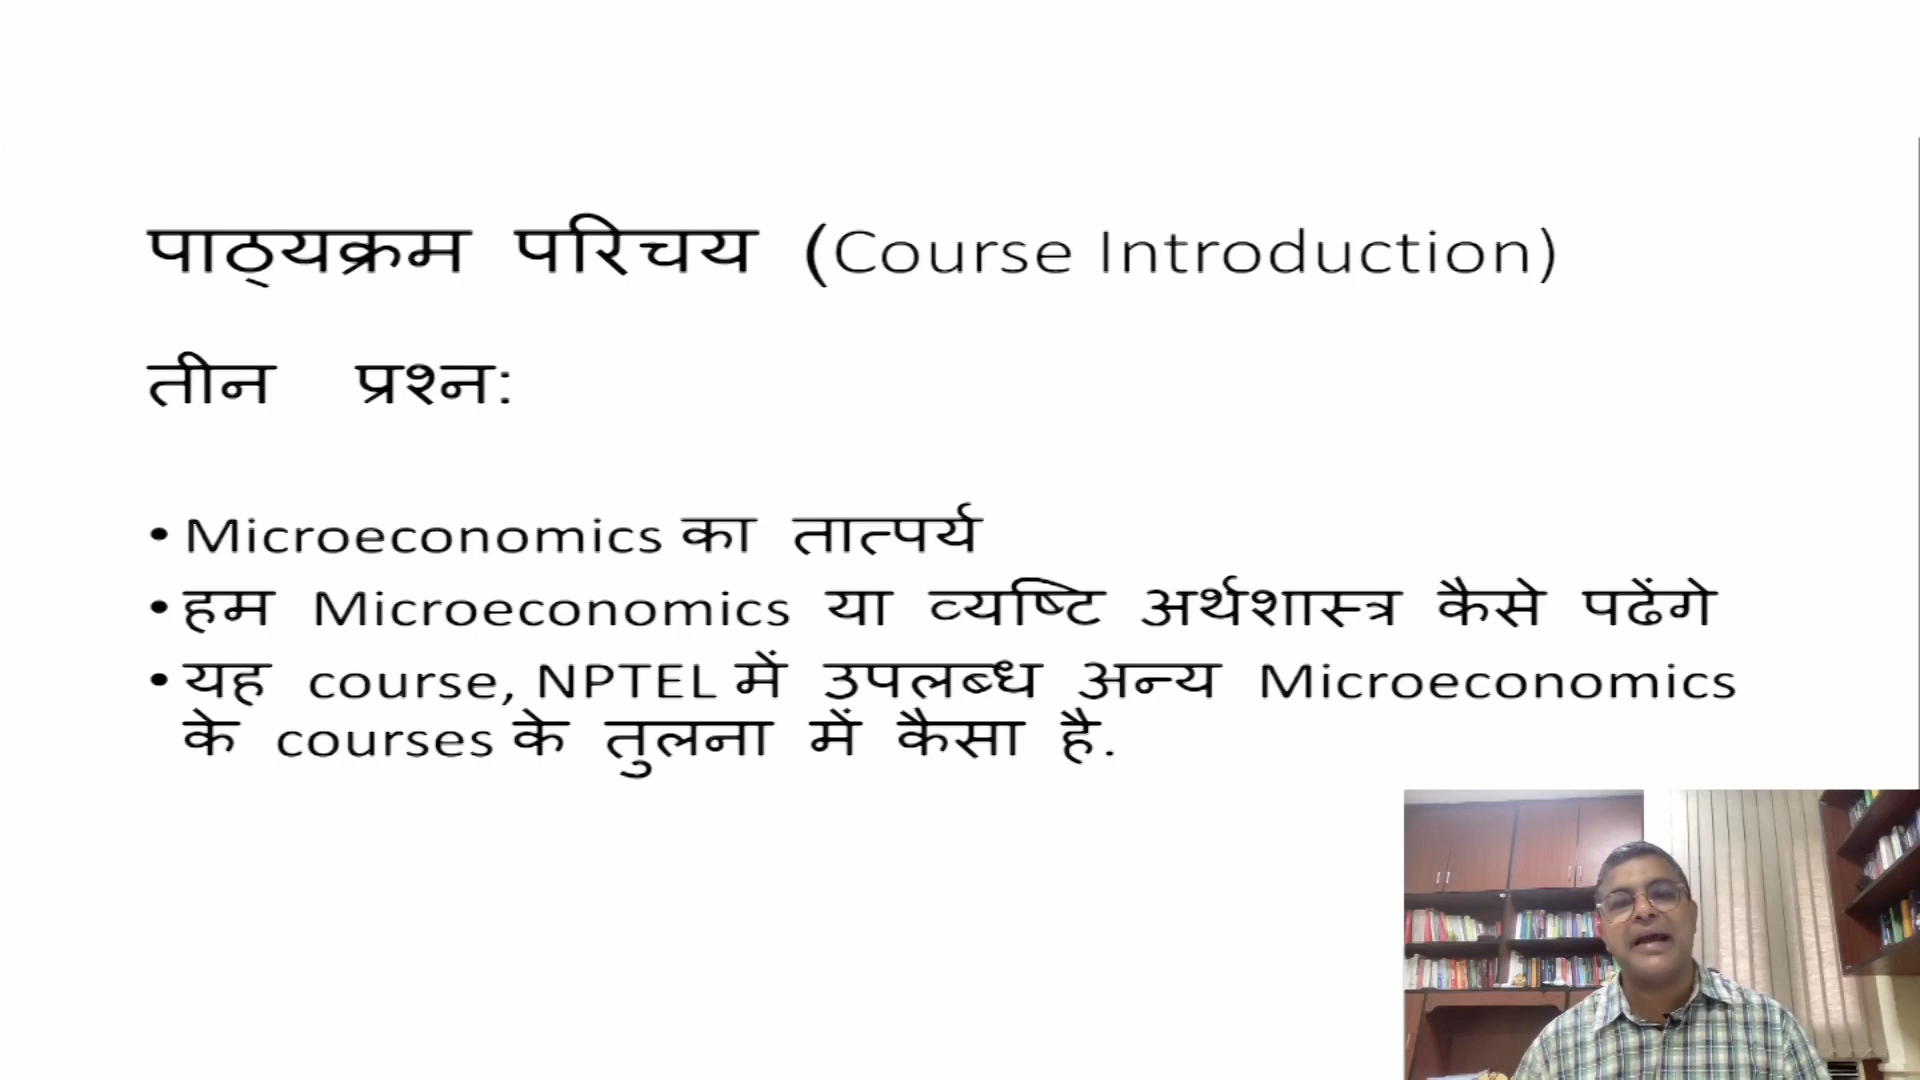 पाठ्यक्रम परिचय (Course Introduction)
तीन प्रश्न:
• Microeconomics का तात्पर्य
• हम Microeconomics या व्यष्टि अर्थशास्त्र कैसे पढेंगे
• यह course, NPTEL में उपलब्ध अन्य Microeconomics
के courses के तुलना में कैसा है.